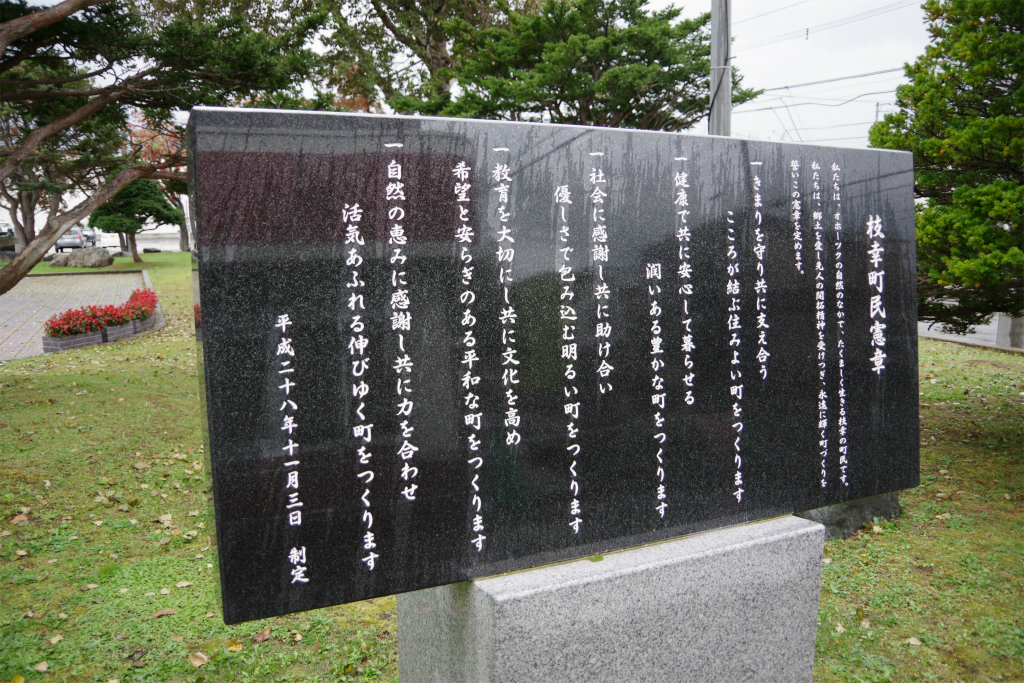 枝幸町民憲章
私たちは、オホーツクの自然のなかで、たくましく生きる枝幸の町民です。
私たちは、郷土を愛し先人の開拓精神を受けつぎ、永遠に輝く町づくりを
誓いこの憲章を定めます。
一きまりを守り共に支え合う
こころが結ぶ住みよい町をつくります
一健康で共に安心して暮らせる
潤いある豊かな町をつくります
一社会に感謝し共に助け合い
優しさで包み込む明るい町をつくります
一教育を大切にし共に文化を高め
希望と安らぎのある平和な町をつくります
一自然の恵みに感謝し共に力を合わせ
活気あふれる伸びゆく町をつくります
平成二十八年十一月三日 制定